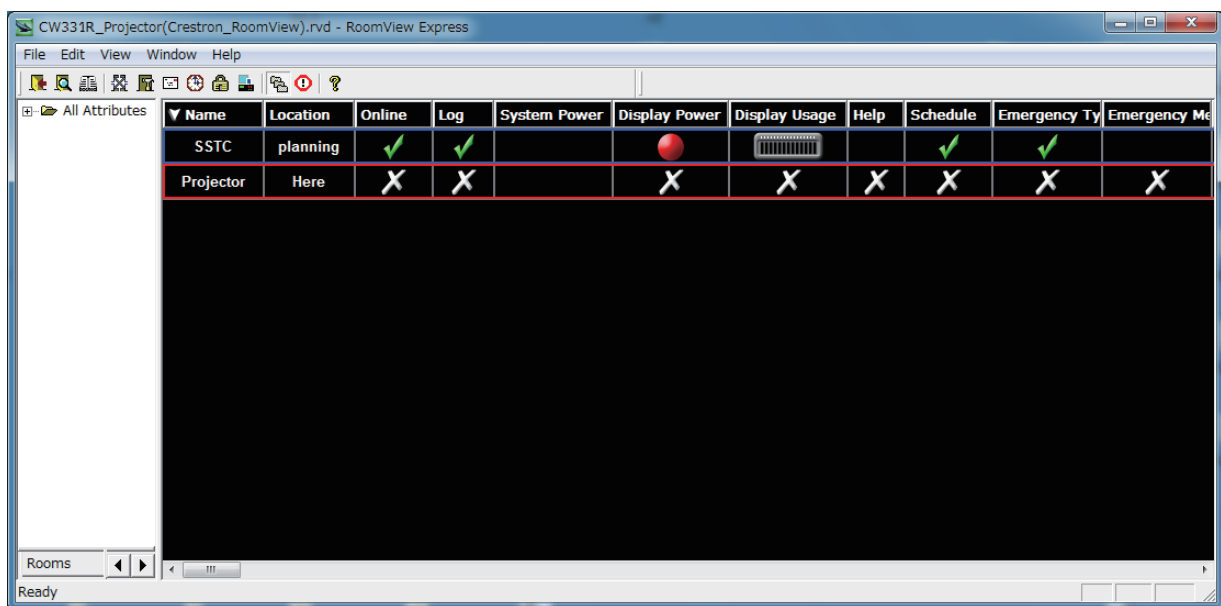 CW331R_Projector(Crestron_RoomView).rvd - RoomView Express
File Edit View Window Help
All Attributes
Name Location Online Log System Power Display Power Display Usage Help Schedule Emergency Ty Emergency Me
SSTC planning
Projector Here
Rooms
Ready